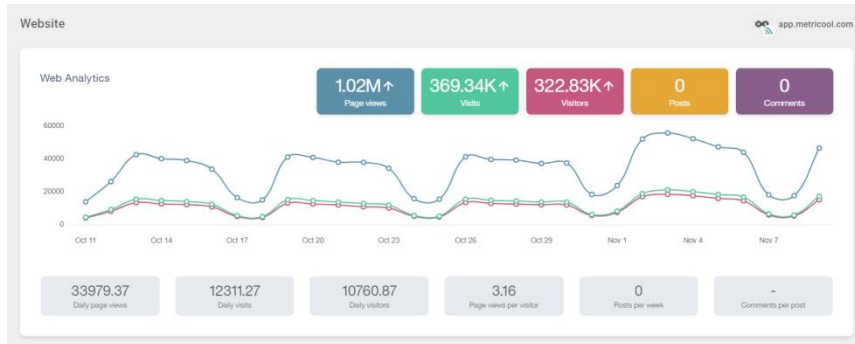 Website
app.metricool.com
Web Analytics
1.02M↑
Page views
369.34K↑
Visits
322.83K↑
Visitors
0
Posts
0
Comments
60000
40000
20000
0
Oct 11 Oct 14 Oct 17 Oct 20 Oct 23 Oct 26 Oct 29 Nov 1 Nov 4 Nov 7
33979.37
Daily page views
12311.27
Daily visits
10760.87
Daily visitors
3.16
Page views per visitor
0
Posts per week
-
Comments per post